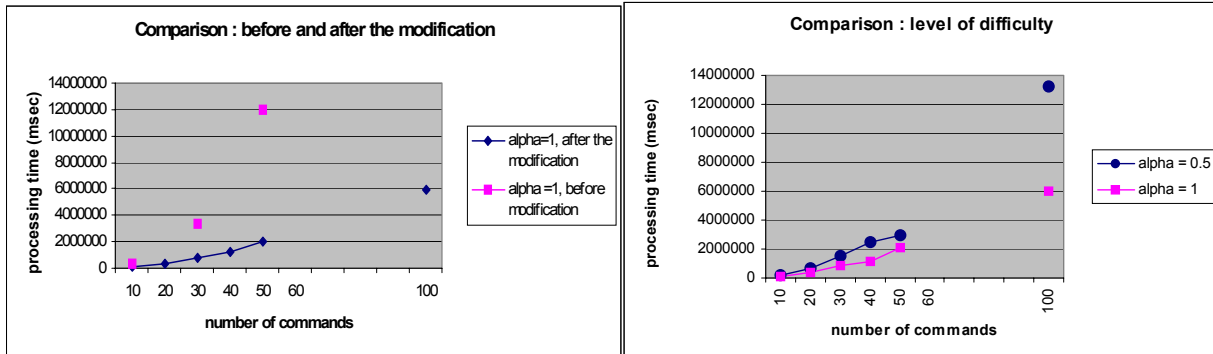 Comparison : before and after the modification
processing time (msec)
14000000
12000000
10000000
8000000
6000000
4000000
2000000
0
10 20 30 40 50 60 100
number of commands
alpha=1, after the
modification
alpha =1, before
modification
Comparison : level of difficulty
processing time (msec)
14000000
12000000
10000000
8000000
6000000
4000000
2000000
0
10 20 30 40 50 60 100
number of commands
alpha = 0.5
alpha = 1